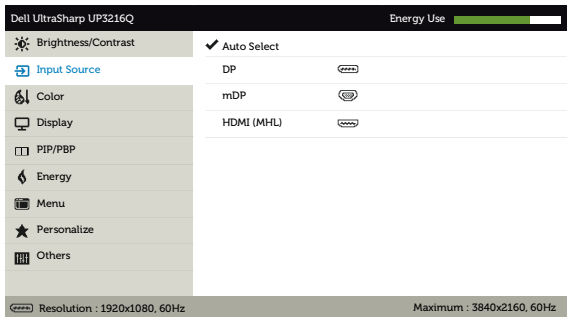 Dell UltraSharp UP3216Q Energy Use
Brightness/Contrast
Auto Select
Input Source
DP
Color
mDP
Display
HDMI (MHL)
PIP/PBP
Energy
Menu
Personalize
Others
Resolution : 1920x1080, 60Hz Maximum : 3840x2160, 60Hz